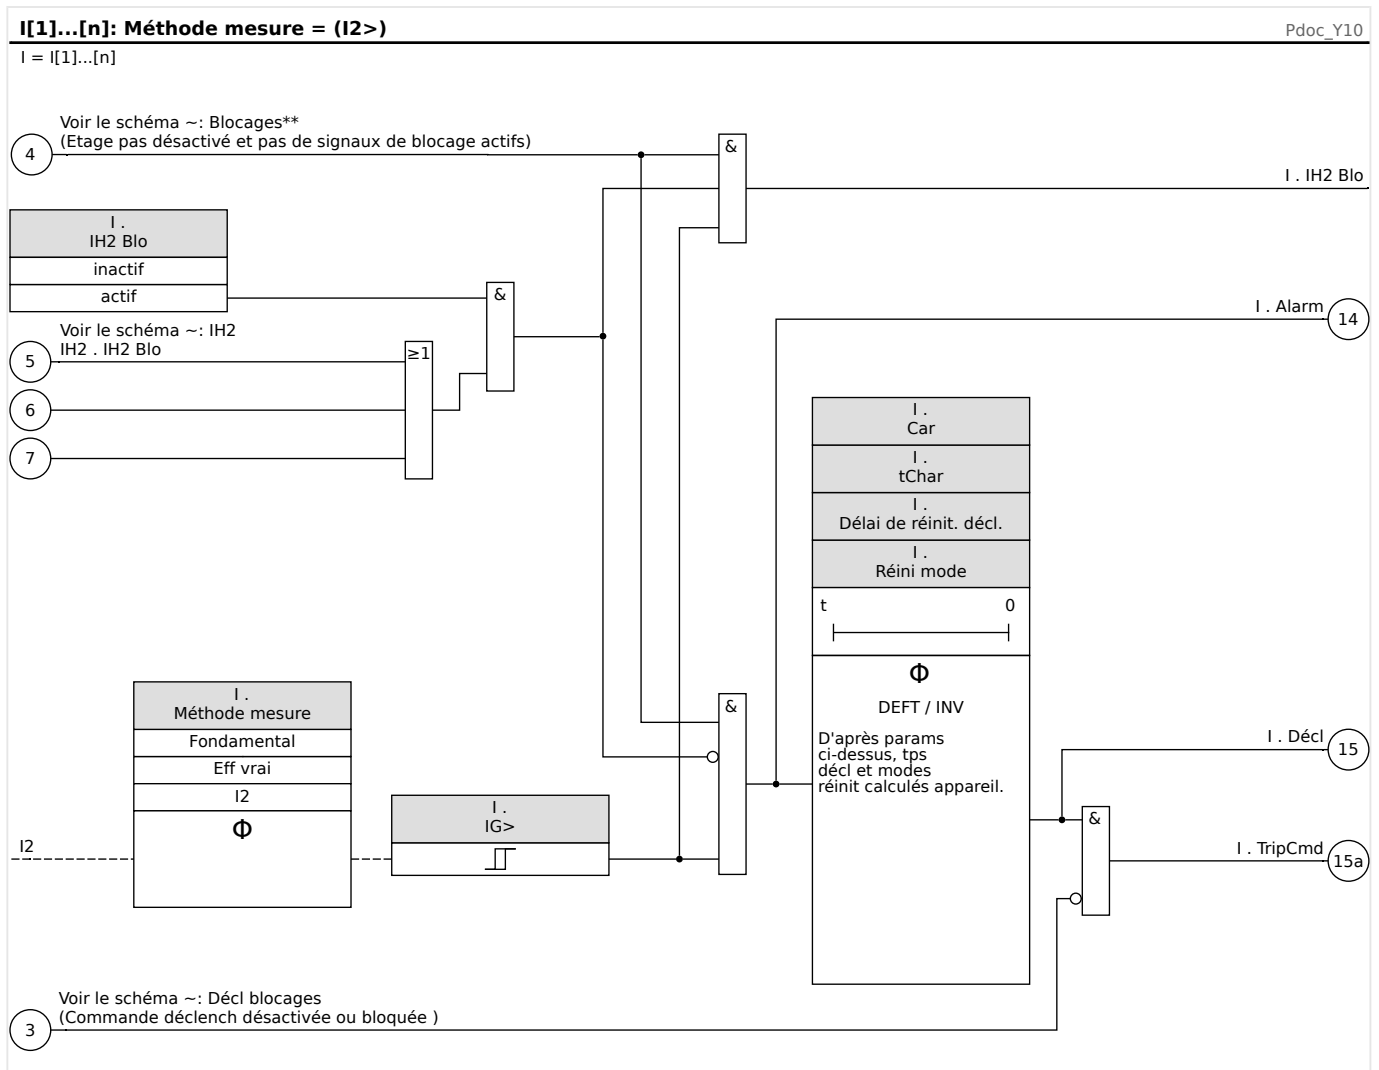 I[1]...[n]: Méthode mesure = (I2>)
Pdoc_Y10
I = I[1]...[n]
Voir le schéma ~: Blocages**
(Etage pas désactivé et pas de signaux de blocage actifs)
4
&
I . IH2 Blo
I .
IH2 Blo
inactif
actif
&
I . Alarm
14
Voir le schéma ~: IH2
IH2 . IH2 Blo
5
≥1
6
7
I .
Car
I .
tChar
I .
Délai de réinit. décl.
I .
Réini mode
t
0
Φ
DEFT / INV
D'après params
ci-dessus, tps
décl et modes
réinit calculés appareil.
I .
Méthode mesure
Fondamental
Eff vrai
I2
Φ
&
I .
IG>
I2
I . Décl
15
&
I . TripCmd
15a
Voir le schéma ~: Décl blocages
(Commande déclench désactivée ou bloquée )
3